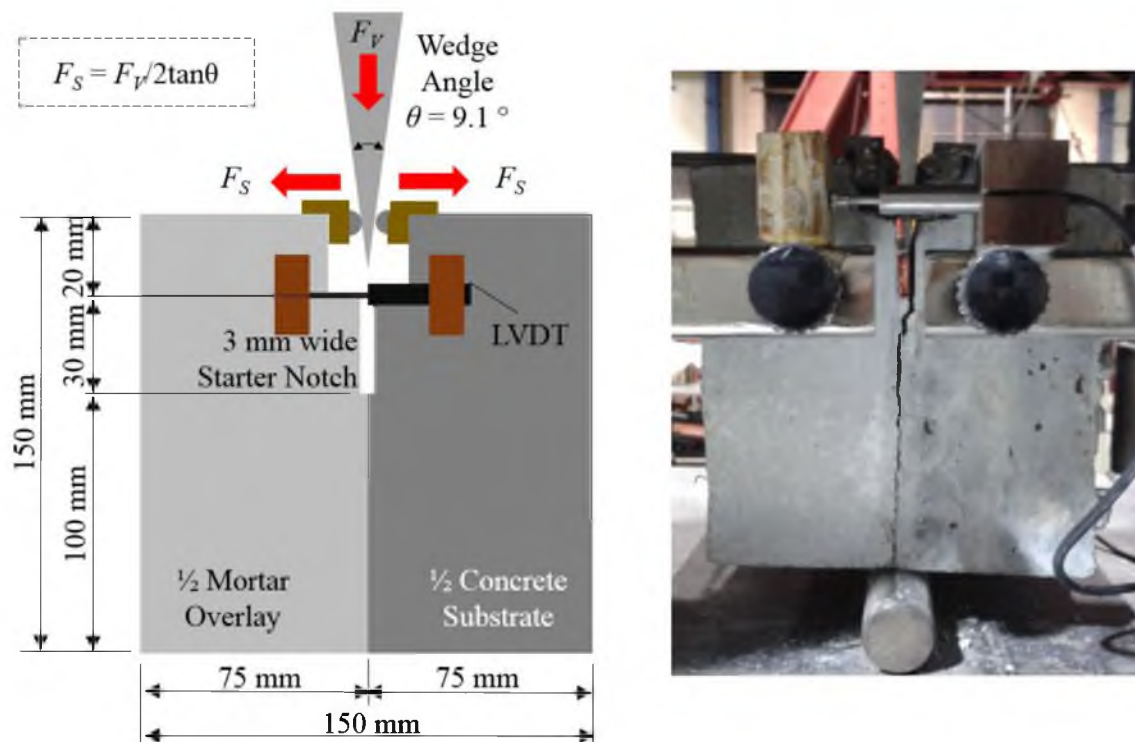 F_S = F_V/2tanθ
F_V
Wedge
Angle
θ = 9.1 °
F_S
F_S
20 mm
LVDT
30 mm
3 mm wide
Starter Notch
150 mm
100 mm
½ Mortar
Overlay
½ Concrete
Substrate
75 mm
75 mm
150 mm